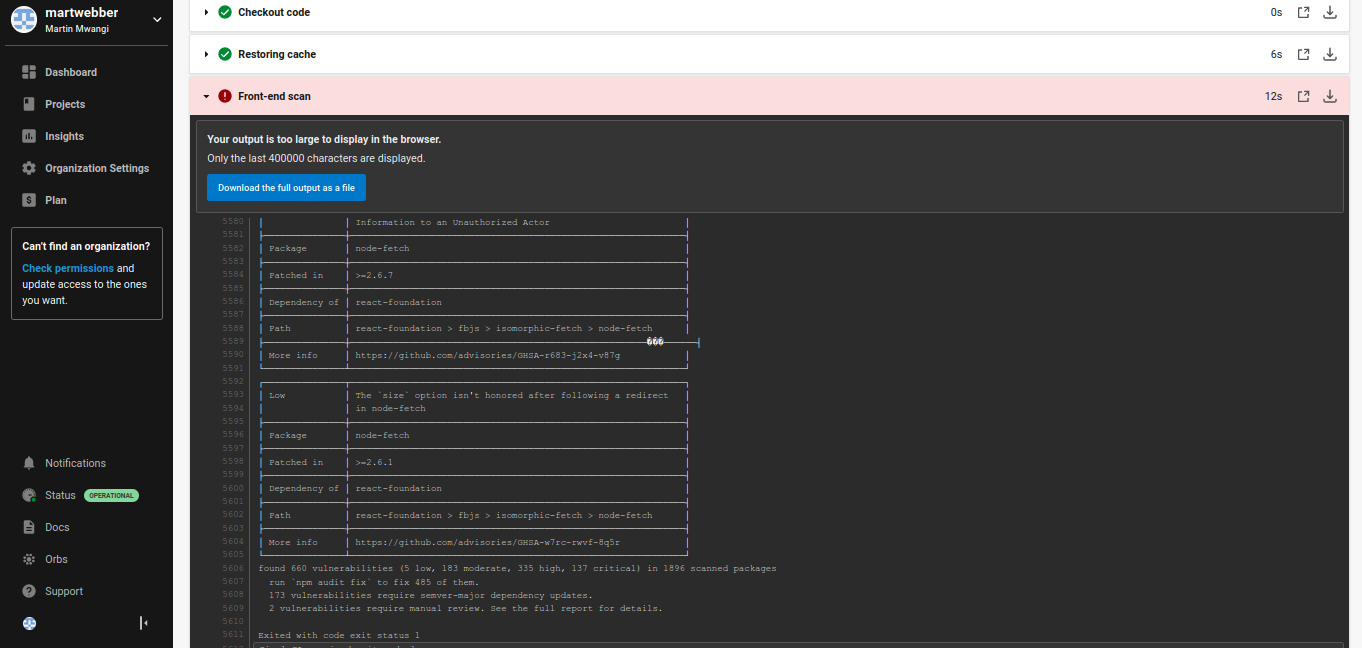 martwebber
Martin Mwangi
Dashboard
Projects
Insights
Organization Settings
Plan
Can't find an organization?
Check permissions and
update access to the ones
you want.
Notifications
Status OPERATIONAL
Docs
Orbs
Support
Checkout code 0s
Restoring cache 6s
Front-end scan 12s
Your output is too large to display in the browser.
Only the last 400000 characters are displayed.
Download the full output as a file
5580 Information to an Unauthorized Actor
5581
5582 Package node-fetch
5583
5584 Patched in >=2.6.7
5585
5586 Dependency of react-foundation
5587
5588 Path react-foundation > fbjs > isomorphic-fetch > node-fetch
5589 ���
5590 More info https://github.com/advisories/GHSA-r683-j2x4-v87g
5591
5592
5593 Low The `size` option isn't honored after following a redirect
5594 in node-fetch
5595
5596 Package node-fetch
5597
5598 Patched in >=2.6.1
5599
5600 Dependency of react-foundation
5601
5602 Path react-foundation > fbjs > isomorphic-fetch > node-fetch
5603
5604 More info https://github.com/advisories/GHSA-w7rc-rwvf-8q5r
5605
5606 found 660 vulnerabilities (5 low, 183 moderate, 335 high, 137 critical) in 1896 scanned packages
5607 run `npm audit fix` to fix 485 of them.
5608 173 vulnerabilities require semver-major dependency updates.
5609 2 vulnerabilities require manual review. See the full report for details.
5610
5611 Exited with code exit status 1